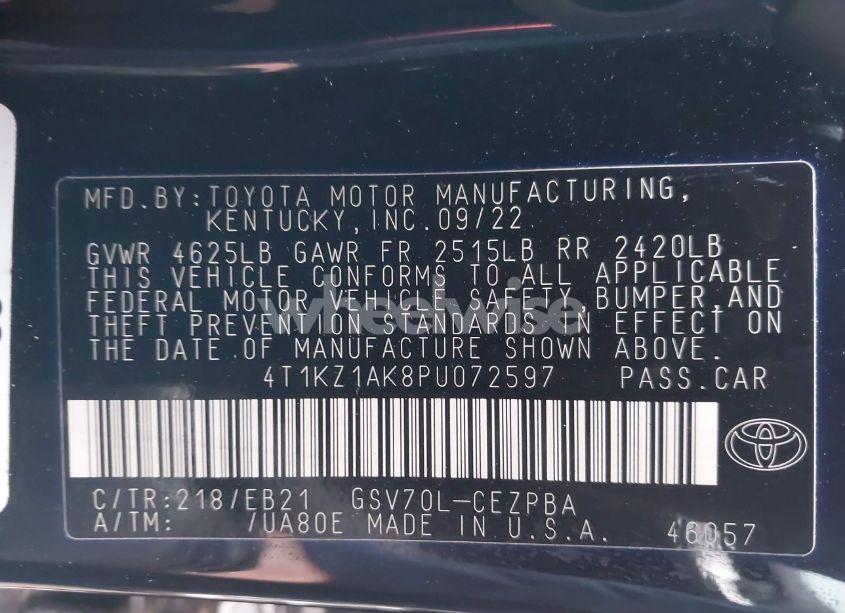 MFD.BY:TOYOTA MOTOR MANUFACTURING,
KENTUCKY,INC.09/22
GVWR 4625LB GAWR FR 2515LB RR 2420LB
THIS VEHICLE CONFORMS TO ALL APPLICABLE
FEDERAL MOTOR VEHICLE SAFETY,BUMPER,AND
THEFT PREVENTION STANDARDS IN EFFECT ON
THE DATE OF MANUFACTURE SHOWN ABOVE.
4T1KZ1AK8PU072597 PASS.CAR
C/TR:218/EB21 GSV70L-CEZPBA
A/TM: /UA80E MADE IN U.S.A. 46057
wheelwise